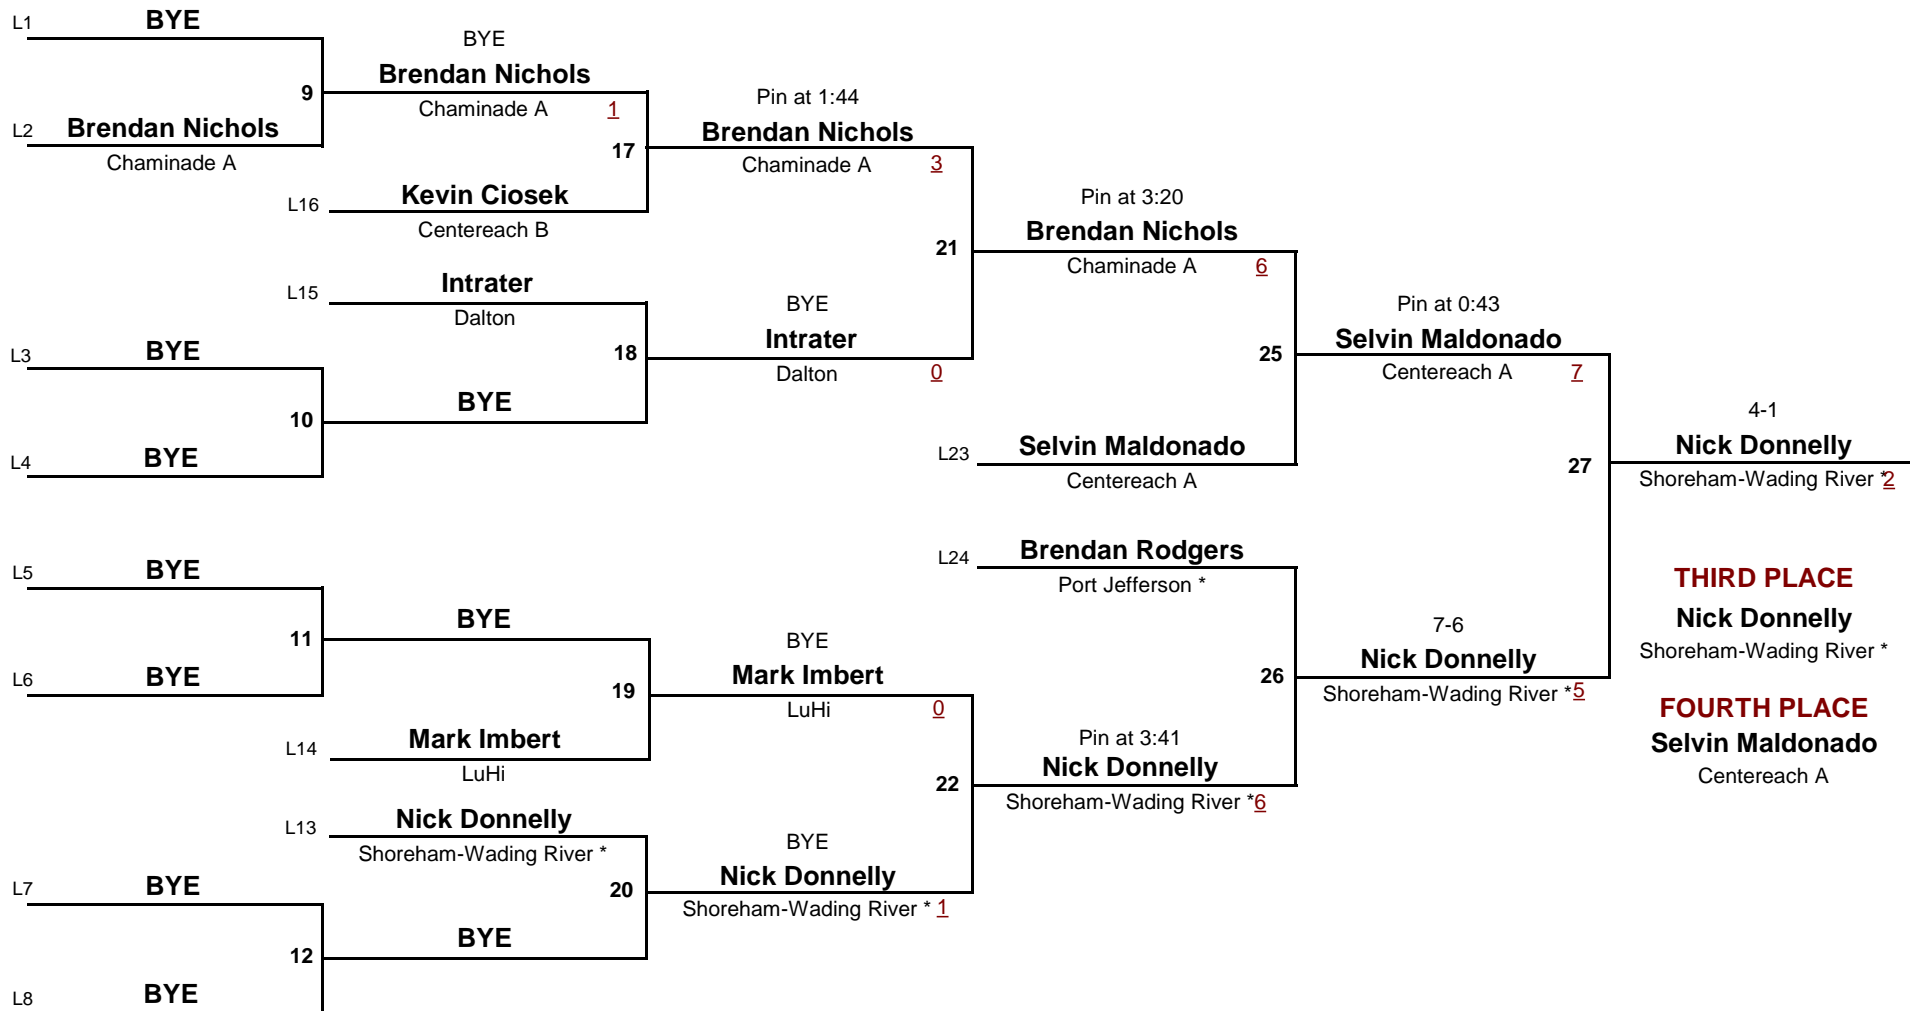 L1 BYE
BYE
9 Brendan Nichols
Chaminade A 1
L2 Brendan Nichols
Chaminade A
Pin at 1:44
17 Brendan Nichols
Chaminade A 3
L16 Kevin Ciosek
Centereach B
Pin at 3:20
21 Brendan Nichols
Chaminade A 6
L15 Intrater
Dalton
BYE
18 Intrater
Dalton 0
L3 BYE
10 BYE
L4 BYE
Pin at 0:43
25 Selvin Maldonado
Centereach A 7
L23 Selvin Maldonado
Centereach A
4-1
27 Nick Donnelly
Shoreham-Wading River * 2
L5 BYE
11 BYE
L6 BYE
L24 Brendan Rodgers
Port Jefferson *
BYE
19 Mark Imbert
LuHi 0
L14 Mark Imbert
LuHi
7-6
26 Nick Donnelly
Shoreham-Wading River * 5
Pin at 3:41
22 Nick Donnelly
Shoreham-Wading River * 6
L13 Nick Donnelly
Shoreham-Wading River *
BYE
20 Nick Donnelly
Shoreham-Wading River * 1
L7 BYE
12 BYE
L8 BYE
THIRD PLACE
Nick Donnelly
Shoreham-Wading River *
FOURTH PLACE
Selvin Maldonado
Centereach A